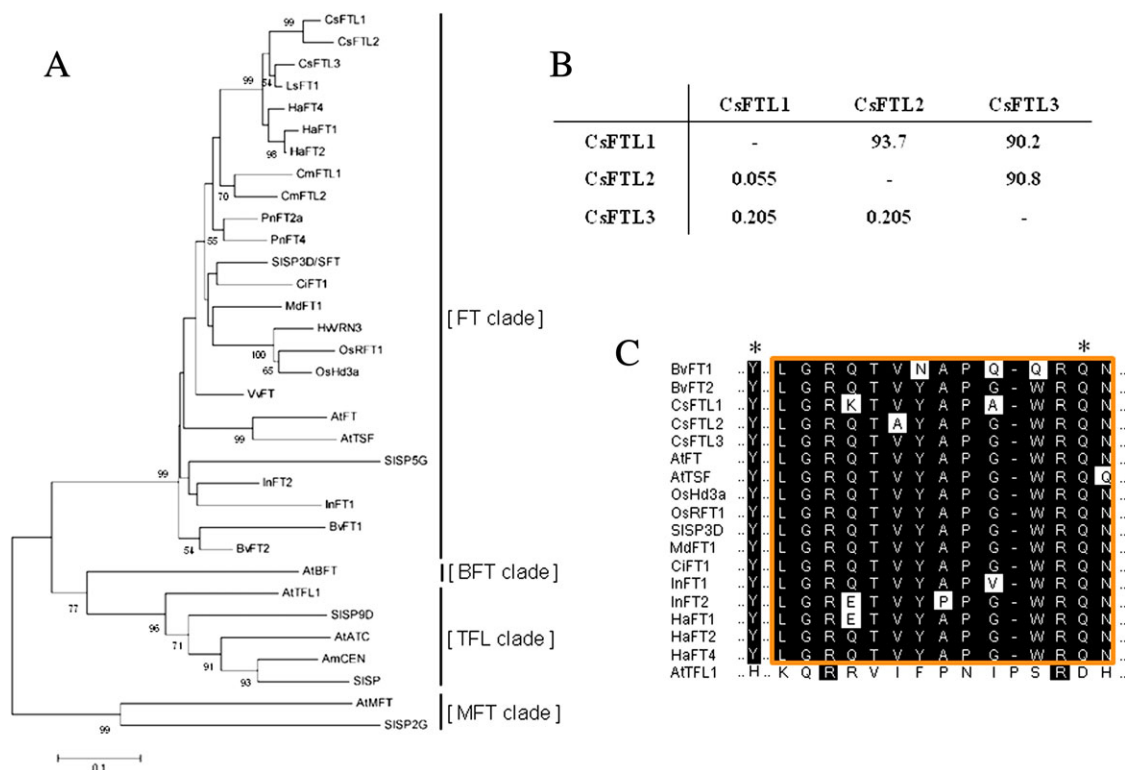 A
CsFTL1
99
CsFTL2
CsFTL3
99
54
LsFT1
HaFT4
HaFT1
98
HaFT2
CmFTL1
70
CmFTL2
PnFT2a
55
PnFT4
SlSP3D/SFT
CiFT1
MdFT1
HvVRN3
100
OsRFT1
65
OsHd3a
VvFT
AtFT
99
AtTSF
SlSP5G
99
InFT2
InFT1
BvFT1
54
BvFT2
AtBFT
77
AtTFL1
96
SlSP9D
71
AtATC
91
AmCEN
93
SlSP
AtMFT
99
SlSP2G
0.1
[ FT clade ]
[ BFT clade ]
[ TFL clade ]
[ MFT clade ]
B
CsFTL1 CsFTL2 CsFTL3
CsFTL1 - 93.7 90.2
CsFTL2 0.055 - 90.8
CsFTL3 0.205 0.205 -
C
* *
BvFT1 ..Y.. L G R Q T V N A P Q - Q R Q N ..
BvFT2 ..Y.. L G R Q T V Y A P G - W R Q N ..
CsFTL1 ..Y.. L G R K T V Y A P A - W R Q N ..
CsFTL2 ..Y.. L G R Q T A Y A P G - W R Q N ..
CsFTL3 ..Y.. L G R Q T V Y A P G - W R Q N ..
AtFT ..Y.. L G R Q T V Y A P G - W R Q N ..
AtTSF ..Y.. L G R Q T V Y A P G - W R Q Q ..
OsHd3a ..Y.. L G R Q T V Y A P G - W R Q N ..
OsRFT1 ..Y.. L G R Q T V Y A P G - W R Q N ..
SlSP3D ..Y.. L G R Q T V Y A P G - W R Q N ..
MdFT1 ..Y.. L G R Q T V Y A P G - W R Q N ..
CiFT1 ..Y.. L G R Q T V Y A P G - W R Q N ..
InFT1 ..Y.. L G R Q T V Y A P V - W R Q N ..
InFT2 ..Y.. L G R E T V Y P P G - W R Q N ..
HaFT1 ..Y.. L G R E T V Y A P G - W R Q N ..
HaFT2 ..Y.. L G R Q T V Y A P G - W R Q N ..
HaFT4 ..Y.. L G R Q T V Y A P G - W R Q N ..
AtTFL1 ..H.. K Q R R V I F P N I P S R D H ..